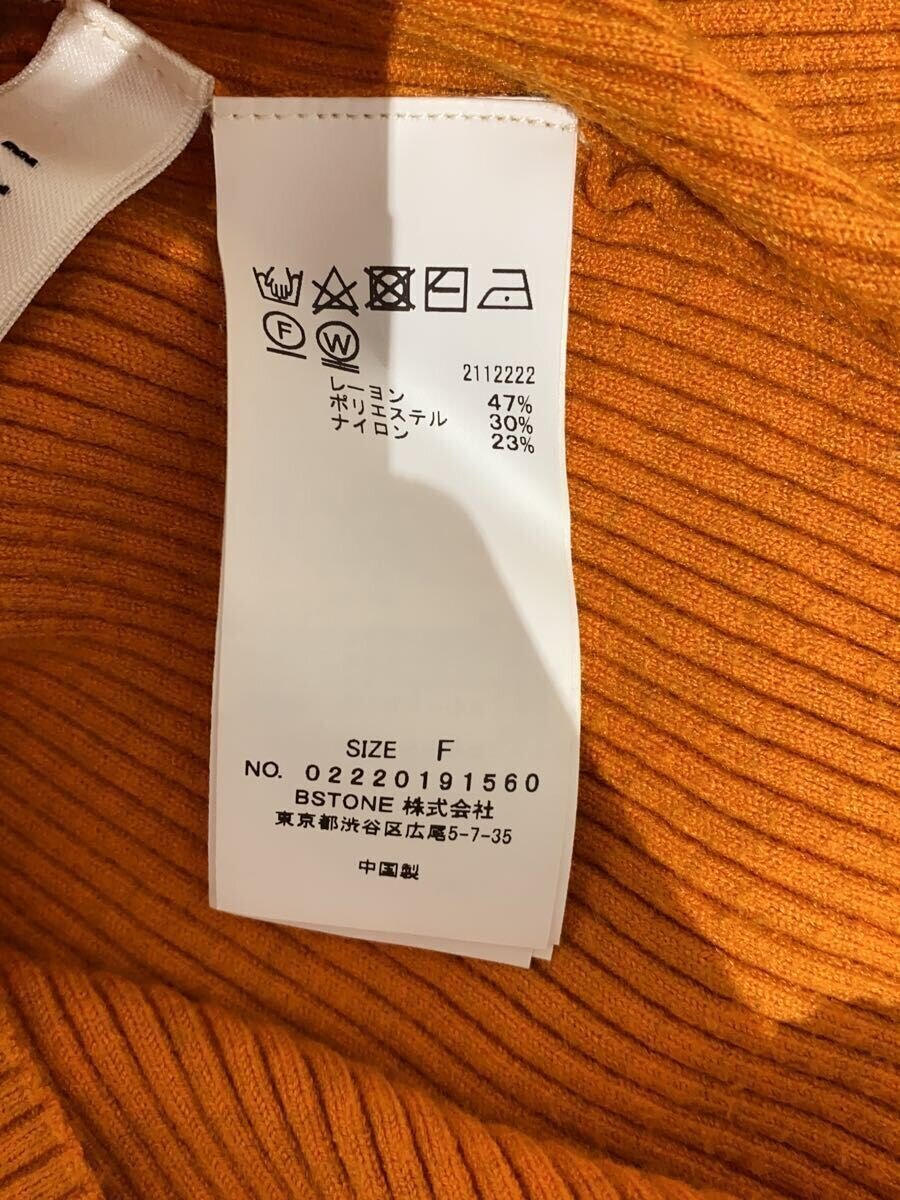 F
W
2112222
レーヨン 47%
ポリエステル 30%
ナイロン 23%
SIZE F
NO. 02220191560
BSTONE 株式会社
東京都渋谷区広尾5-7-35
中国製